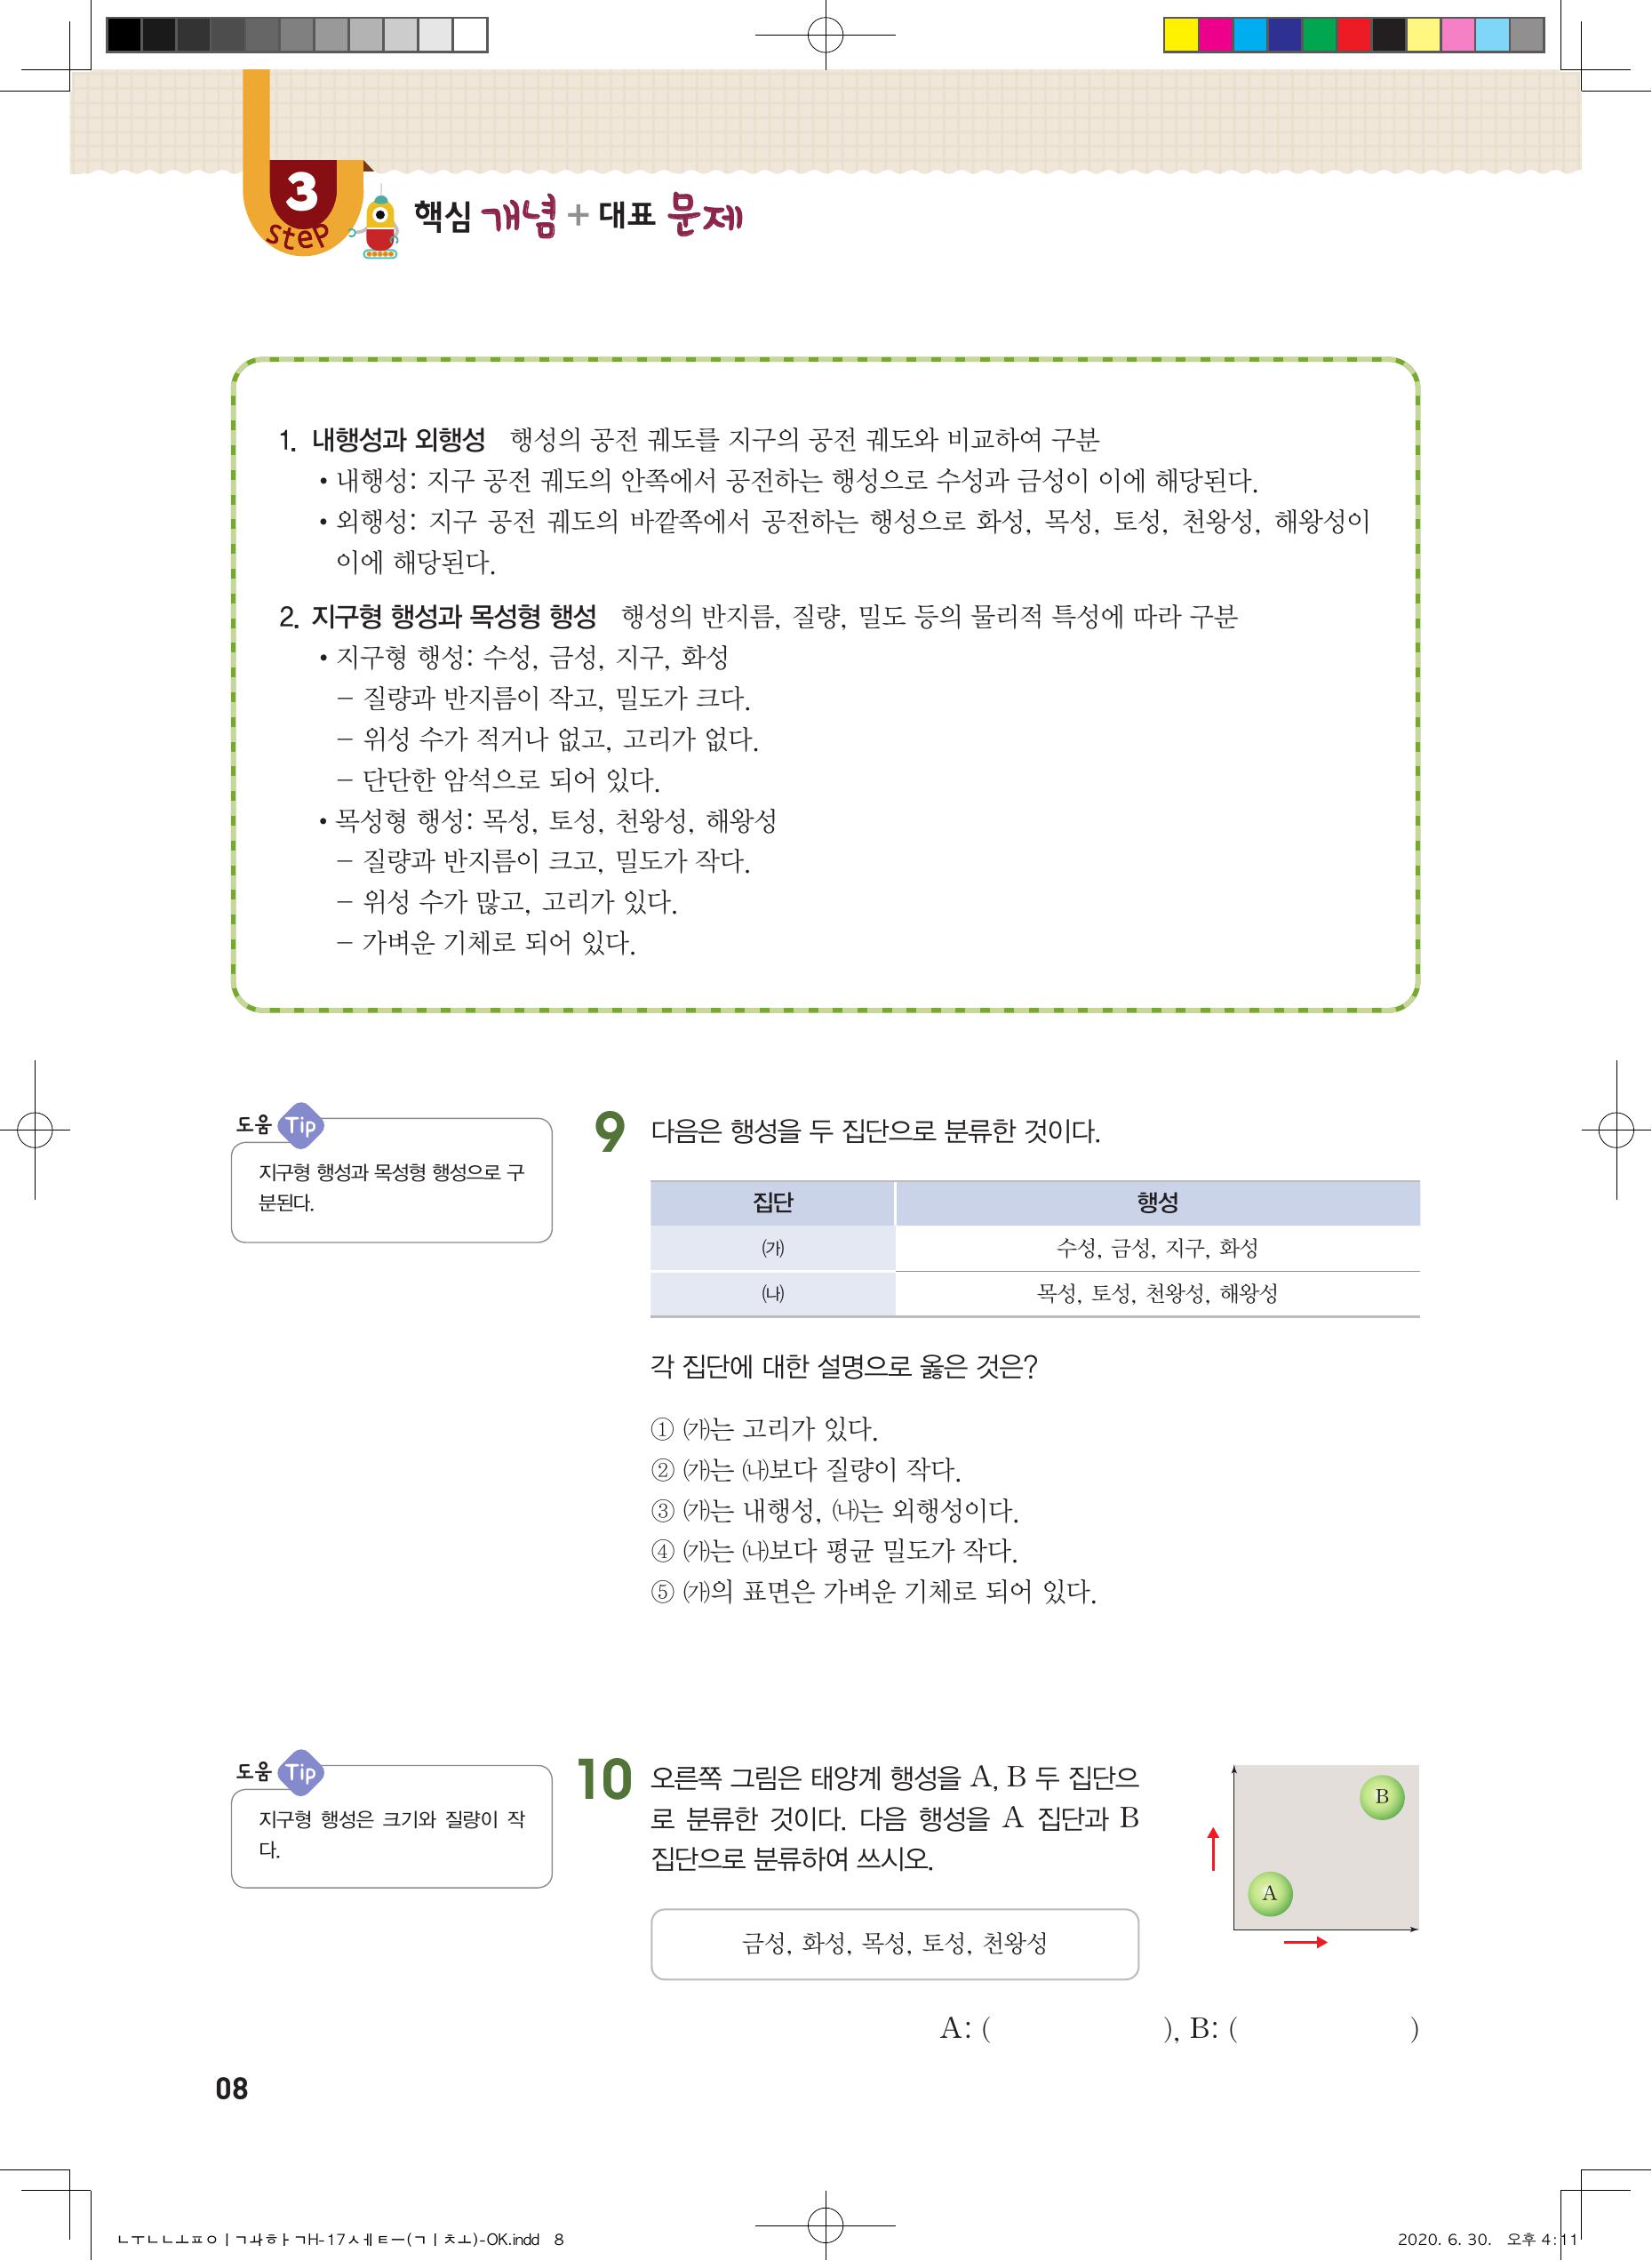 3
steP
핵심 개념 + 대표 문제
1. 내행성과 외행성 행성의 공전 궤도를 지구의 공전 궤도와 비교하여 구분
• 내행성: 지구 공전 궤도의 안쪽에서 공전하는 행성으로 수성과 금성이 이에 해당된다.
• 외행성: 지구 공전 궤도의 바깥쪽에서 공전하는 행성으로 화성, 목성, 토성, 천왕성, 해왕성이
이에 해당된다.
2. 지구형 행성과 목성형 행성 행성의 반지름, 질량, 밀도 등의 물리적 특성에 따라 구분
• 지구형 행성: 수성, 금성, 지구, 화성
- 질량과 반지름이 작고, 밀도가 크다.
- 위성 수가 적거나 없고, 고리가 없다.
- 단단한 암석으로 되어 있다.
• 목성형 행성: 목성, 토성, 천왕성, 해왕성
- 질량과 반지름이 크고, 밀도가 작다.
- 위성 수가 많고, 고리가 있다.
- 가벼운 기체로 되어 있다.
도움 Tip
지구형 행성과 목성형 행성으로 구
분된다.
9 다음은 행성을 두 집단으로 분류한 것이다.
집단 행성
㈎ 수성, 금성, 지구, 화성
㈏ 목성, 토성, 천왕성, 해왕성
각 집단에 대한 설명으로 옳은 것은?
① ㈎는 고리가 있다.
② ㈎는 ㈏보다 질량이 작다.
③ ㈎는 내행성, ㈏는 외행성이다.
④ ㈎는 ㈏보다 평균 밀도가 작다.
⑤ ㈎의 표면은 가벼운 기체로 되어 있다.
도움 Tip
지구형 행성은 크기와 질량이 작
다.
10 오른쪽 그림은 태양계 행성을 A, B 두 집단으
로 분류한 것이다. 다음 행성을 A 집단과 B
집단으로 분류하여 쓰시오.
B
A
금성, 화성, 목성, 토성, 천왕성
A: ( ), B: ( )
08
ㄴㅜㄴㄴㅗㅍㅇㅣㄱㅘㅎㅏㄱH-17ㅅㅔㅌㅡ(ㄱㅣㅊㅗ)-OK.indd 8
2020. 6. 30. 오후 4:11